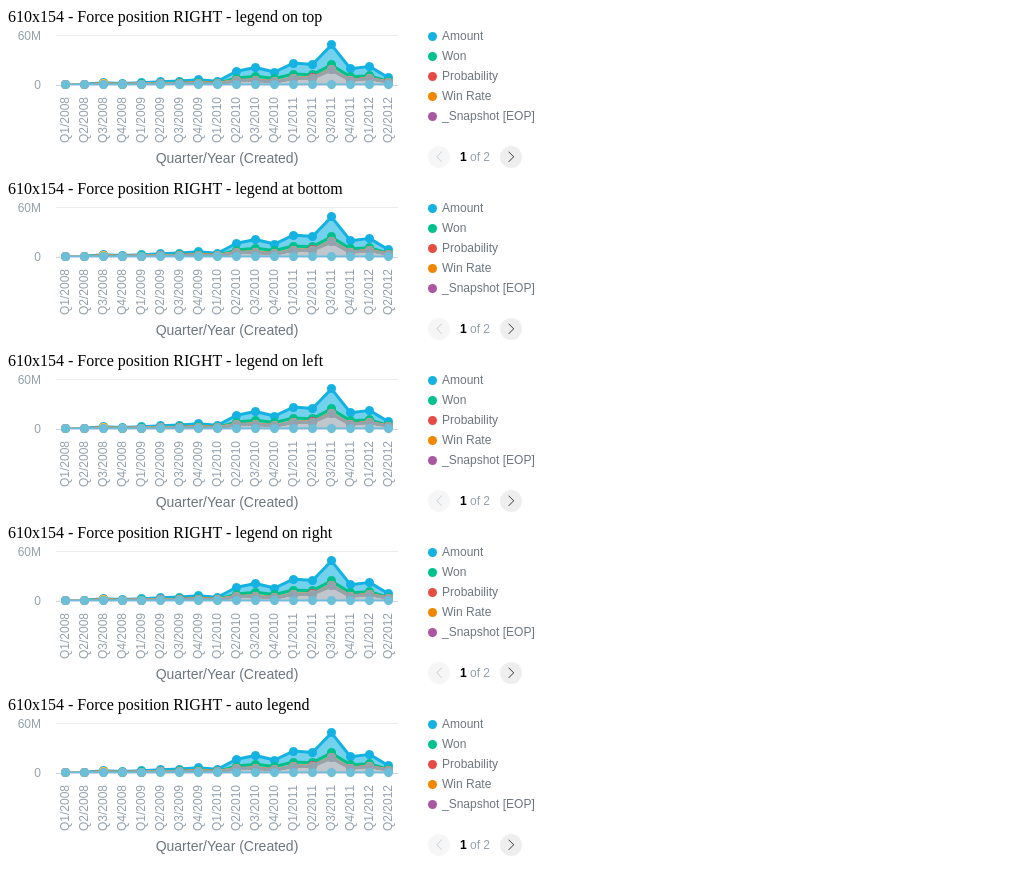 610x154 - Force position RIGHT - legend on top
60M
0
Q1/2008 Q2/2008 Q3/2008 Q4/2008 Q1/2009 Q2/2009 Q3/2009 Q4/2009 Q1/2010 Q2/2010 Q3/2010 Q4/2010 Q1/2011 Q2/2011 Q3/2011 Q4/2011 Q1/2012 Q2/2012
Quarter/Year (Created)
Amount
Won
Probability
Win Rate
_Snapshot [EOP]
1 of 2
610x154 - Force position RIGHT - legend at bottom
60M
0
Q1/2008 Q2/2008 Q3/2008 Q4/2008 Q1/2009 Q2/2009 Q3/2009 Q4/2009 Q1/2010 Q2/2010 Q3/2010 Q4/2010 Q1/2011 Q2/2011 Q3/2011 Q4/2011 Q1/2012 Q2/2012
Quarter/Year (Created)
Amount
Won
Probability
Win Rate
_Snapshot [EOP]
1 of 2
610x154 - Force position RIGHT - legend on left
60M
0
Q1/2008 Q2/2008 Q3/2008 Q4/2008 Q1/2009 Q2/2009 Q3/2009 Q4/2009 Q1/2010 Q2/2010 Q3/2010 Q4/2010 Q1/2011 Q2/2011 Q3/2011 Q4/2011 Q1/2012 Q2/2012
Quarter/Year (Created)
Amount
Won
Probability
Win Rate
_Snapshot [EOP]
1 of 2
610x154 - Force position RIGHT - legend on right
60M
0
Q1/2008 Q2/2008 Q3/2008 Q4/2008 Q1/2009 Q2/2009 Q3/2009 Q4/2009 Q1/2010 Q2/2010 Q3/2010 Q4/2010 Q1/2011 Q2/2011 Q3/2011 Q4/2011 Q1/2012 Q2/2012
Quarter/Year (Created)
Amount
Won
Probability
Win Rate
_Snapshot [EOP]
1 of 2
610x154 - Force position RIGHT - auto legend
60M
0
Q1/2008 Q2/2008 Q3/2008 Q4/2008 Q1/2009 Q2/2009 Q3/2009 Q4/2009 Q1/2010 Q2/2010 Q3/2010 Q4/2010 Q1/2011 Q2/2011 Q3/2011 Q4/2011 Q1/2012 Q2/2012
Quarter/Year (Created)
Amount
Won
Probability
Win Rate
_Snapshot [EOP]
1 of 2